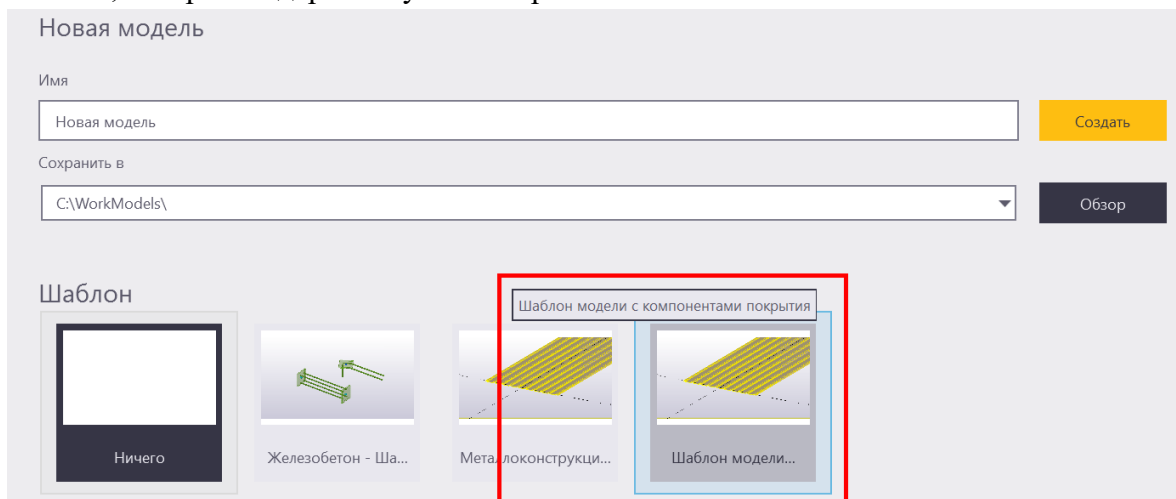 Новая модель
Имя
Новая модель
Создать
Сохранить в
C:\WorkModels\
Обзор
Шаблон
Шаблон модели с компонентами покрытия
Ничего
Железобетон - Ша...
Металлоконструкци...
Шаблон модели...